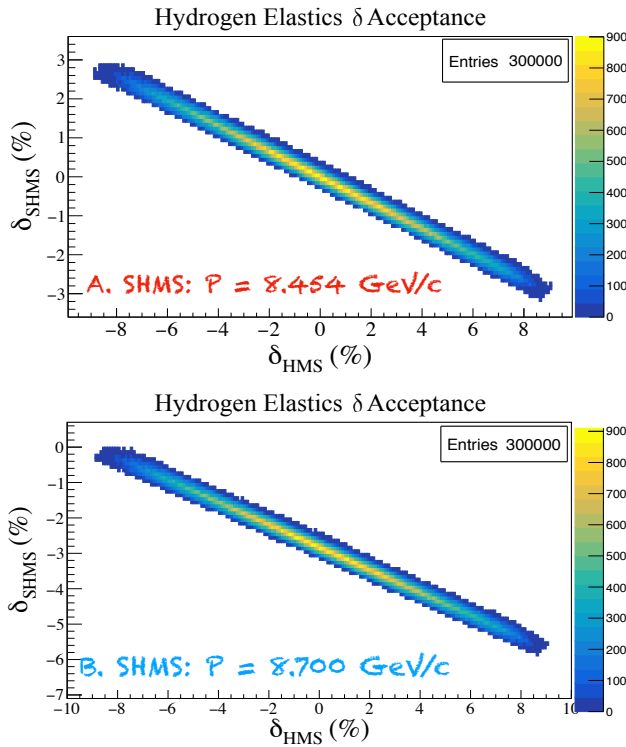 Hydrogen Elastics δ Acceptance
Entries 300000
δSHMS (%)
3
2
1
0
−1
−2
−3
A. SHMS: P = 8.454 GeV/c
−8 −6 −4 −2 0 2 4 6 8
δHMS (%)
900
800
700
600
500
400
300
200
100
0
Hydrogen Elastics δ Acceptance
Entries 300000
δSHMS (%)
0
−1
−2
−3
−4
−5
−6
−7
B. SHMS: P = 8.700 GeV/c
−10 −8 −6 −4 −2 0 2 4 6 8 10
δHMS (%)
900
800
700
600
500
400
300
200
100
0